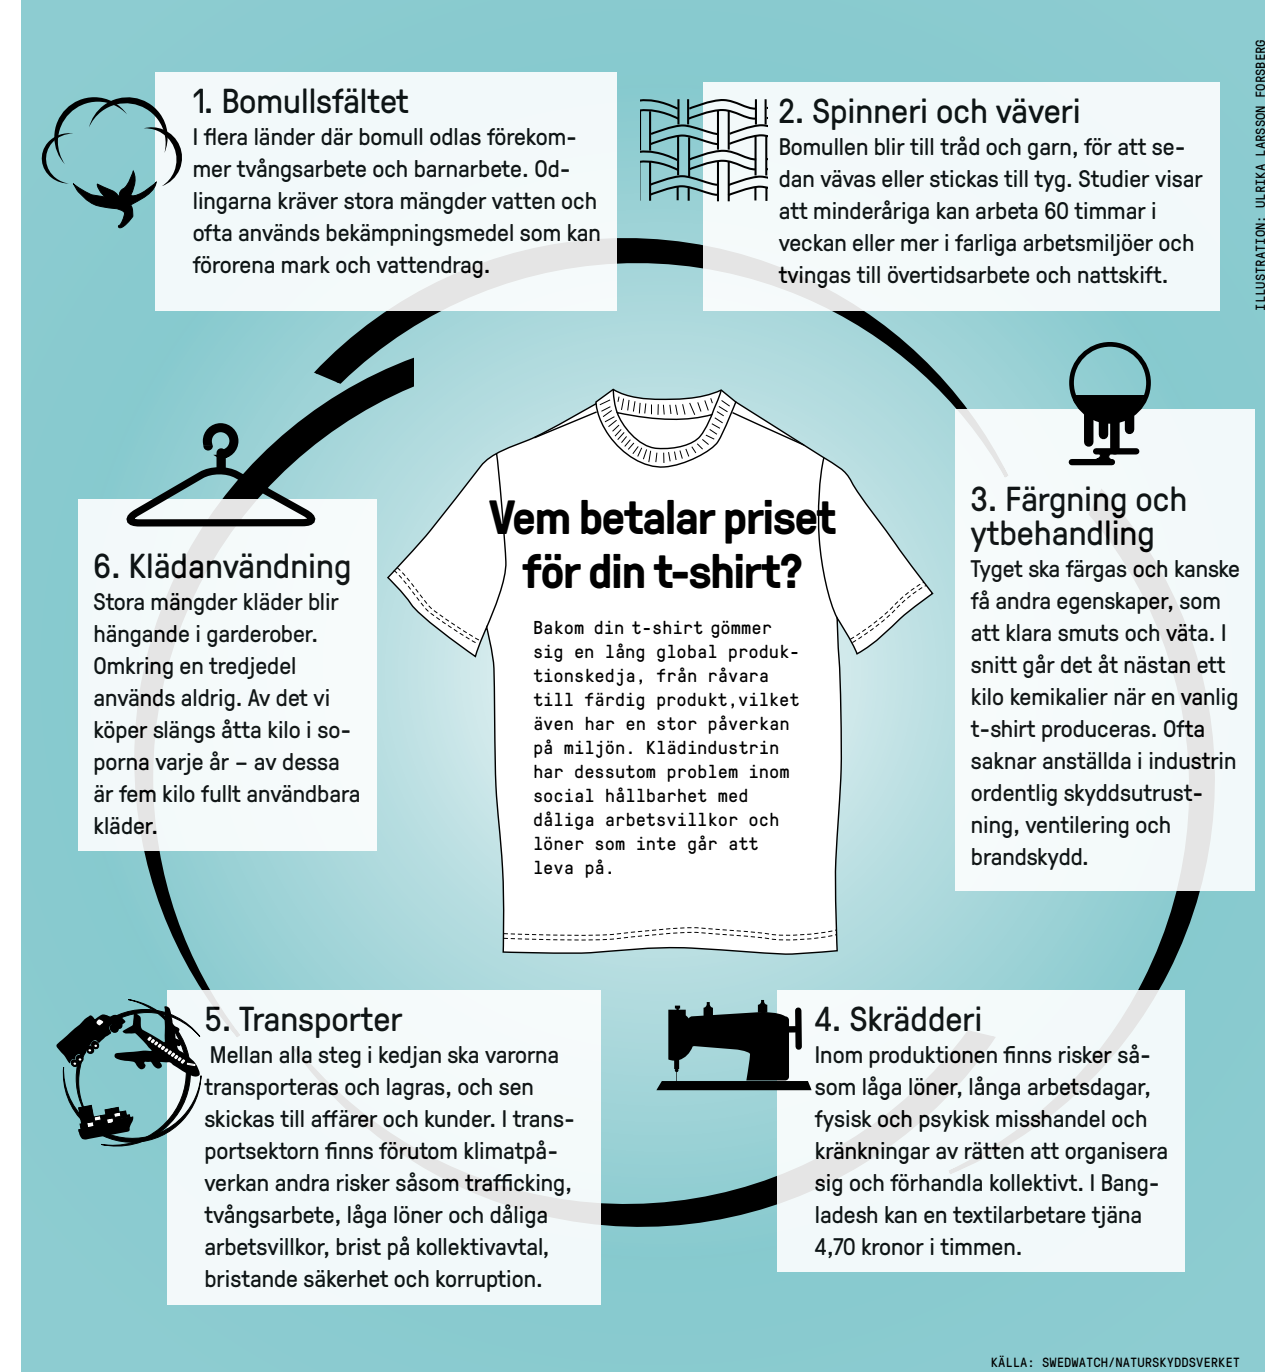 1. Bomullsfältet
I flera länder där bomull odlas förekom-
mer tvångsarbete och barnarbete. Od-
lingarna kräver stora mängder vatten och
ofta används bekämpningsmedel som kan
förorena mark och vattendrag.
2. Spinneri och väveri
Bomullen blir till tråd och garn, för att se-
dan vävas eller stickas till tyg. Studier visar
att minderåriga kan arbeta 60 timmar i
veckan eller mer i farliga arbetsmiljöer och
tvingas till övertidsarbete och nattskift.
ILLUSTRATION: ULRIKA LARSSON FORSBERG
3. Färgning och
ytbehandling
Tyget ska färgas och kanske
få andra egenskaper, som
att klara smuts och väta. I
snitt går det åt nästan ett
kilo kemikalier när en vanlig
t-shirt produceras. Ofta
saknar anställda i industrin
ordentlig skyddsutrust-
ning, ventilering och
brandskydd.
Vem betalar priset
för din t-shirt?
Bakom din t-shirt gömmer
sig en lång global produk-
tionskedja, från råvara
till färdig produkt,vilket
även har en stor påverkan
på miljön. Klädindustrin
har dessutom problem inom
social hållbarhet med
dåliga arbetsvillkor och
löner som inte går att
leva på.
6. Klädanvändning
Stora mängder kläder blir
hängande i garderober.
Omkring en tredjedel
används aldrig. Av det vi
köper slängs åtta kilo i so-
porna varje år – av dessa
är fem kilo fullt användbara
kläder.
5. Transporter
Mellan alla steg i kedjan ska varorna
transporteras och lagras, och sen
skickas till affärer och kunder. I trans-
portsektorn finns förutom klimatpå-
verkan andra risker såsom trafficking,
tvångsarbete, låga löner och dåliga
arbetsvillkor, brist på kollektivavtal,
bristande säkerhet och korruption.
4. Skrädderi
Inom produktionen finns risker så-
som låga löner, långa arbetsdagar,
fysisk och psykisk misshandel och
kränkningar av rätten att organisera
sig och förhandla kollektivt. I Bang-
ladesh kan en textilarbetare tjäna
4,70 kronor i timmen.
KÄLLA: SWEDWATCH/NATURSKYDDSVERKET